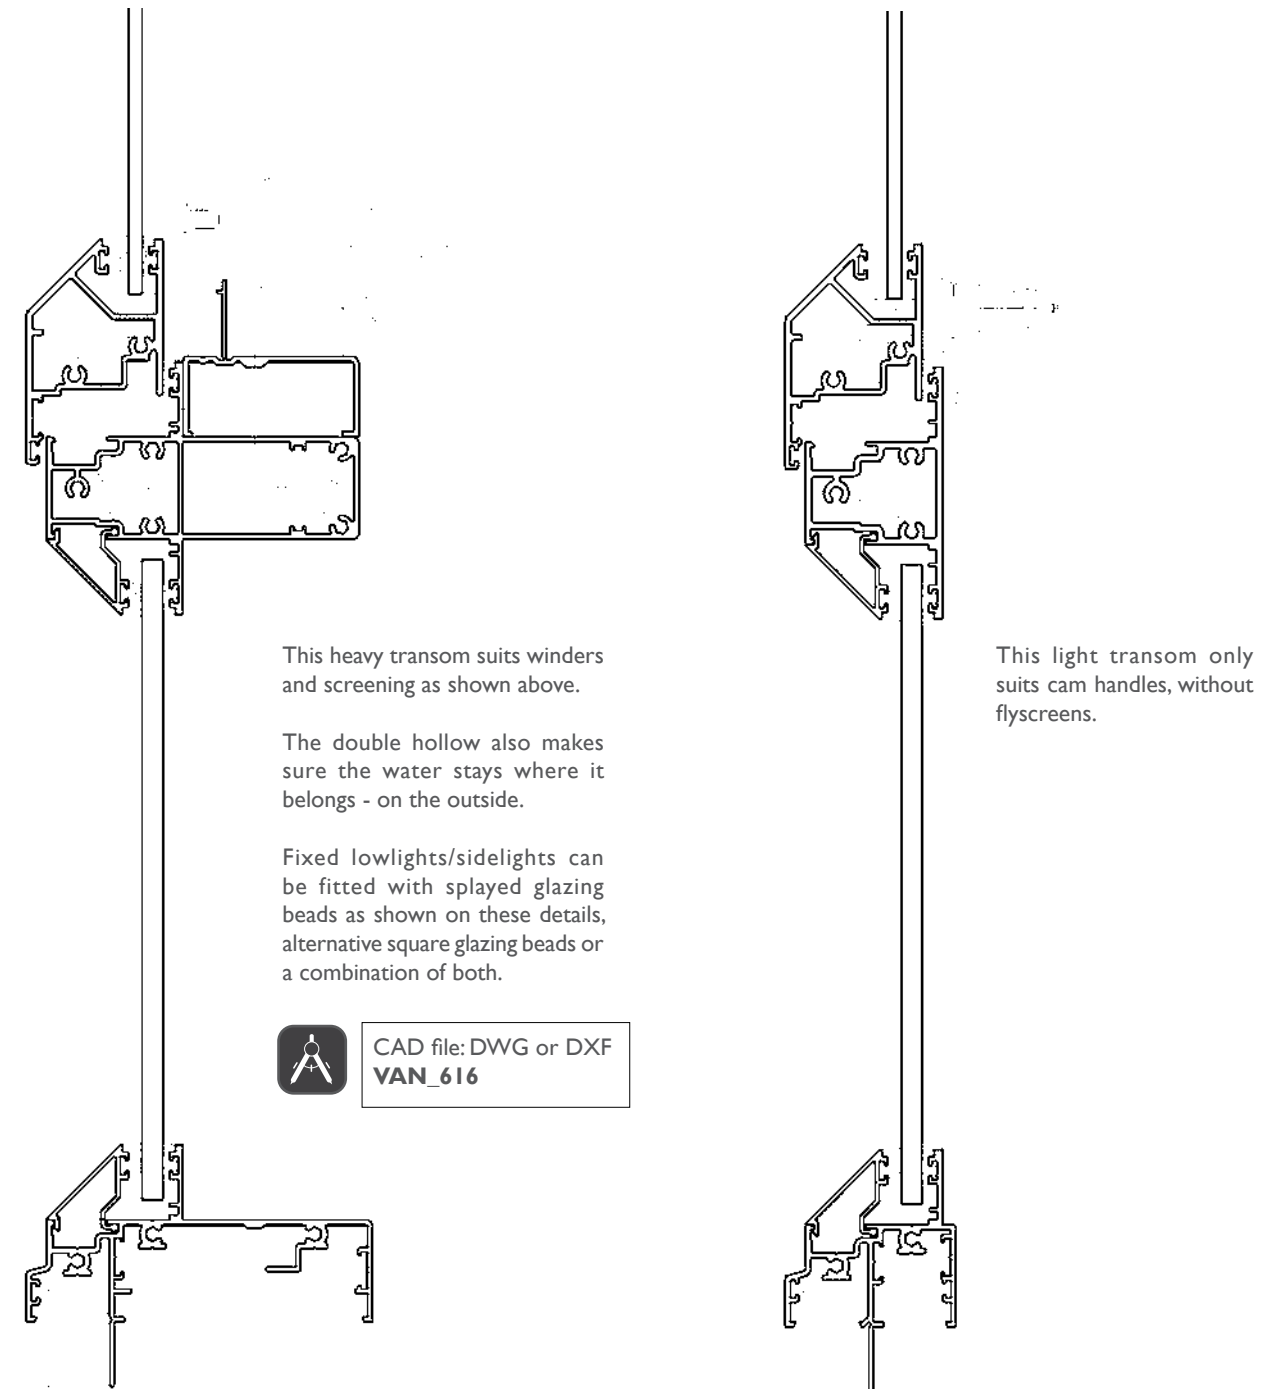 This heavy transom suits winders
and screening as shown above.
The double hollow also makes
sure the water stays where it
belongs - on the outside.
Fixed lowlights/sidelights can
be fitted with splayed glazing
beads as shown on these details,
alternative square glazing beads or
a combination of both.
CAD file: DWG or DXF
VAN_616
This light transom only
suits cam handles, without
flyscreens.